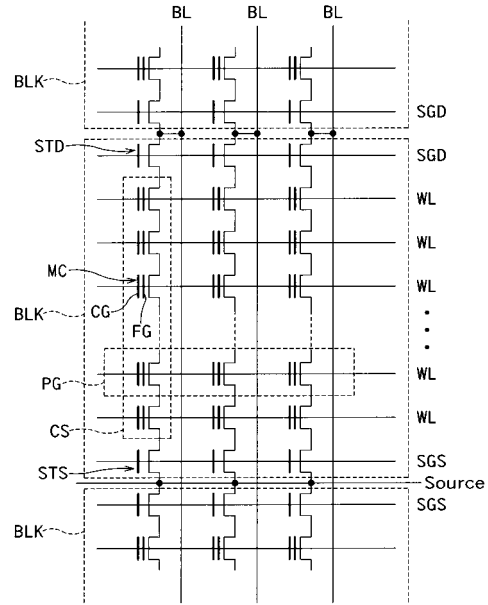 BL BL BL
BLK
SGD
STD
SGD
WL
WL
MC
WL
BLK
CG
FG
PG
WL
CS
WL
STS
SGS
Source
SGS
BLK